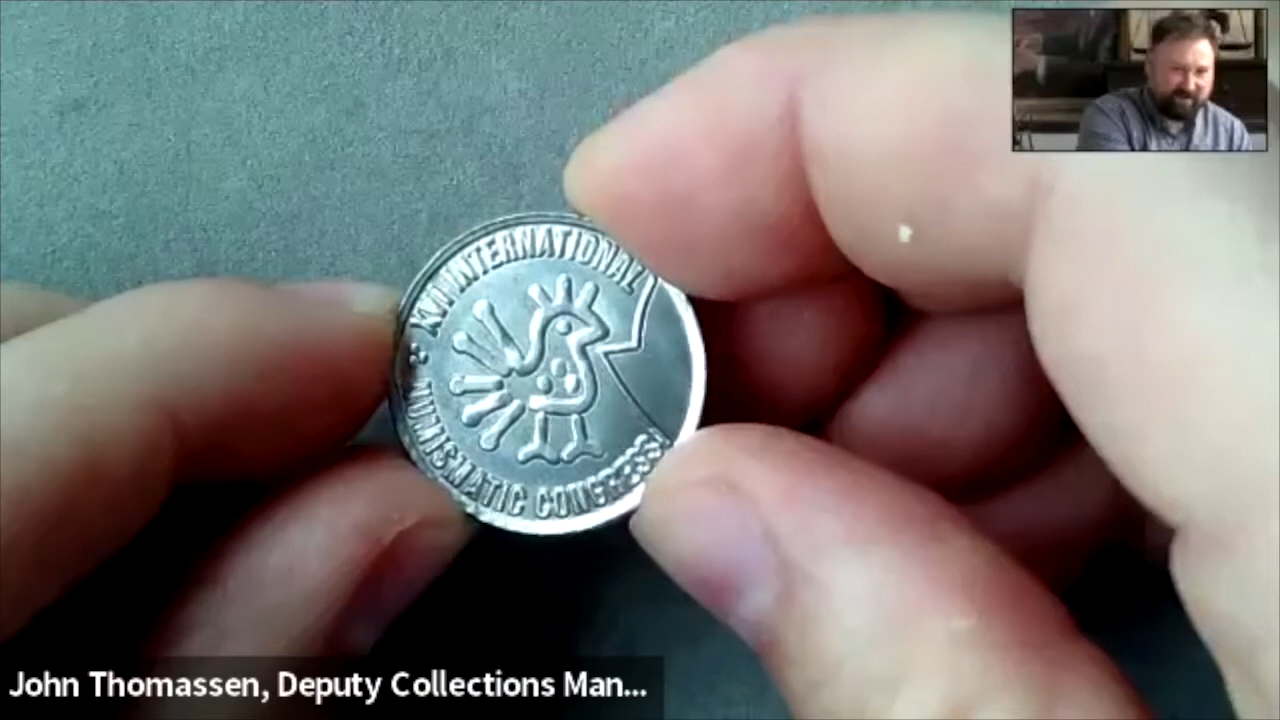 XVI INTERNATIONAL
NUMISMATIC CONGRESS
John Thomassen, Deputy Collections Man...